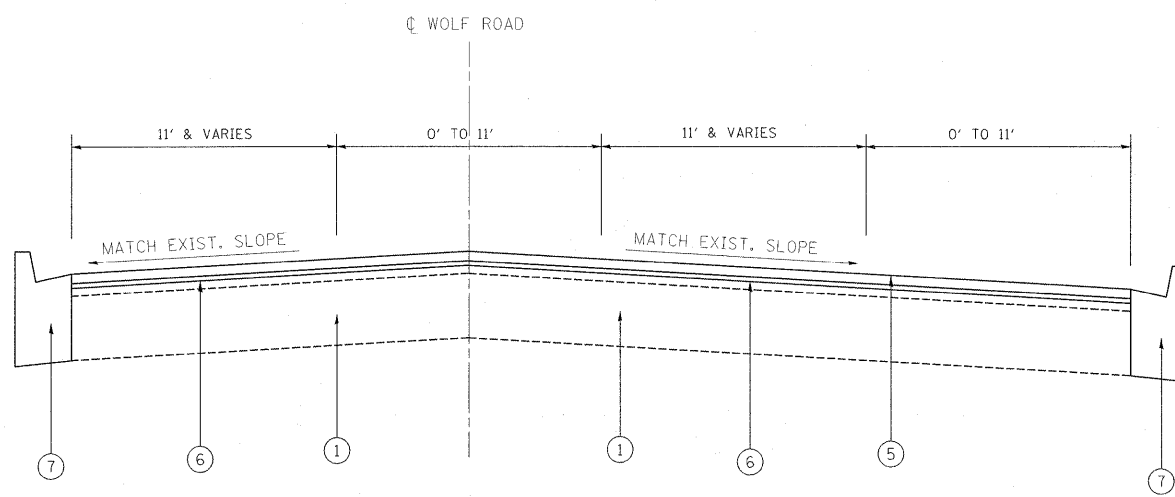 ℄ WOLF ROAD
11' & VARIES
0' TO 11'
11' & VARIES
0' TO 11'
MATCH EXIST. SLOPE
MATCH EXIST. SLOPE
7
6
1
1
6
5
7